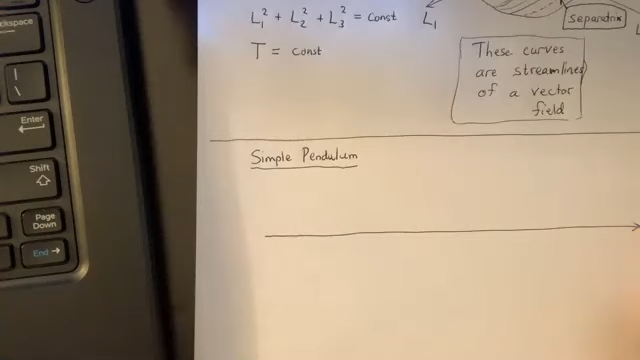 L₁² + L₂² + L₃² = const
L₁
separatrix
T = const
These curves
are streamlines
of a vector
field
Simple Pendulum
|
\
Enter
Shift
Page
Down
End